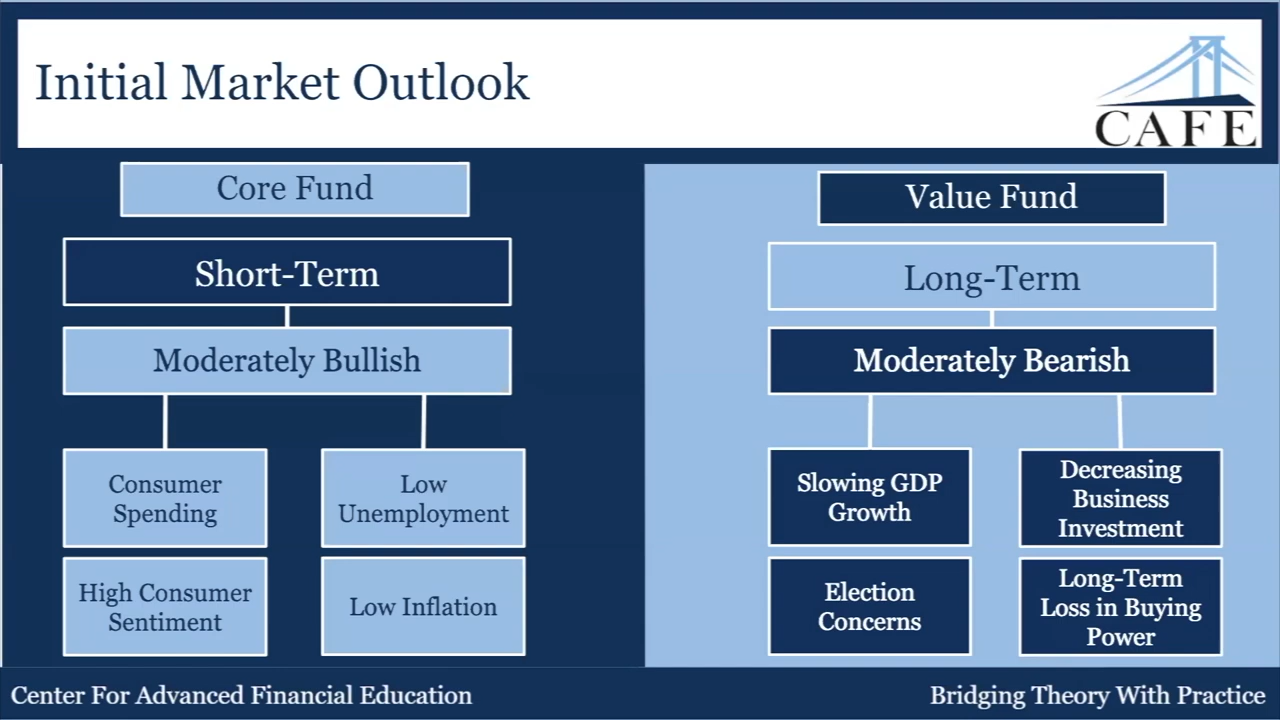 Initial Market Outlook
CAFE
Core Fund
Short-Term
Moderately Bullish
Consumer
Spending
Low
Unemployment
High Consumer
Sentiment
Low Inflation
Value Fund
Long-Term
Moderately Bearish
Slowing GDP
Growth
Decreasing
Business
Investment
Election
Concerns
Long-Term
Loss in Buying
Power
Center For Advanced Financial Education
Bridging Theory With Practice